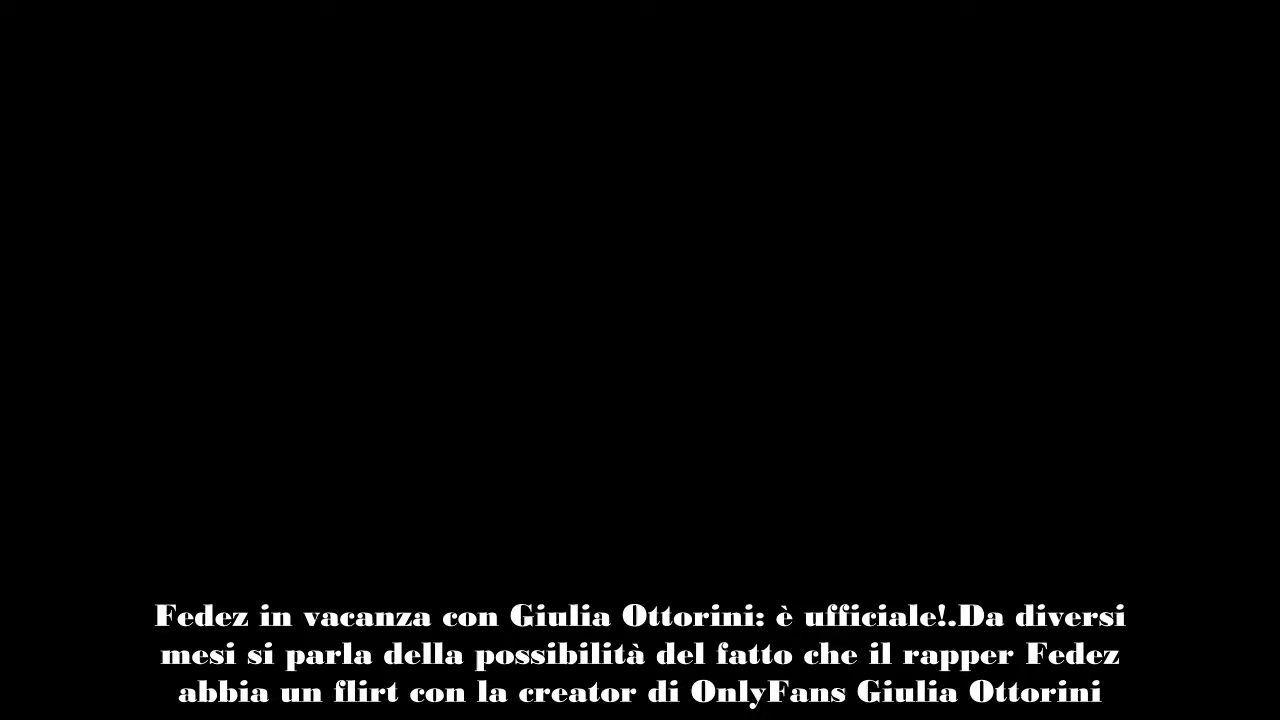 Fedez in vacanza con Giulia Ottorini: è ufficiale!.Da diversi
mesi si parla della possibilità del fatto che il rapper Fedez
abbia un flirt con la creator di OnlyFans Giulia Ottorini